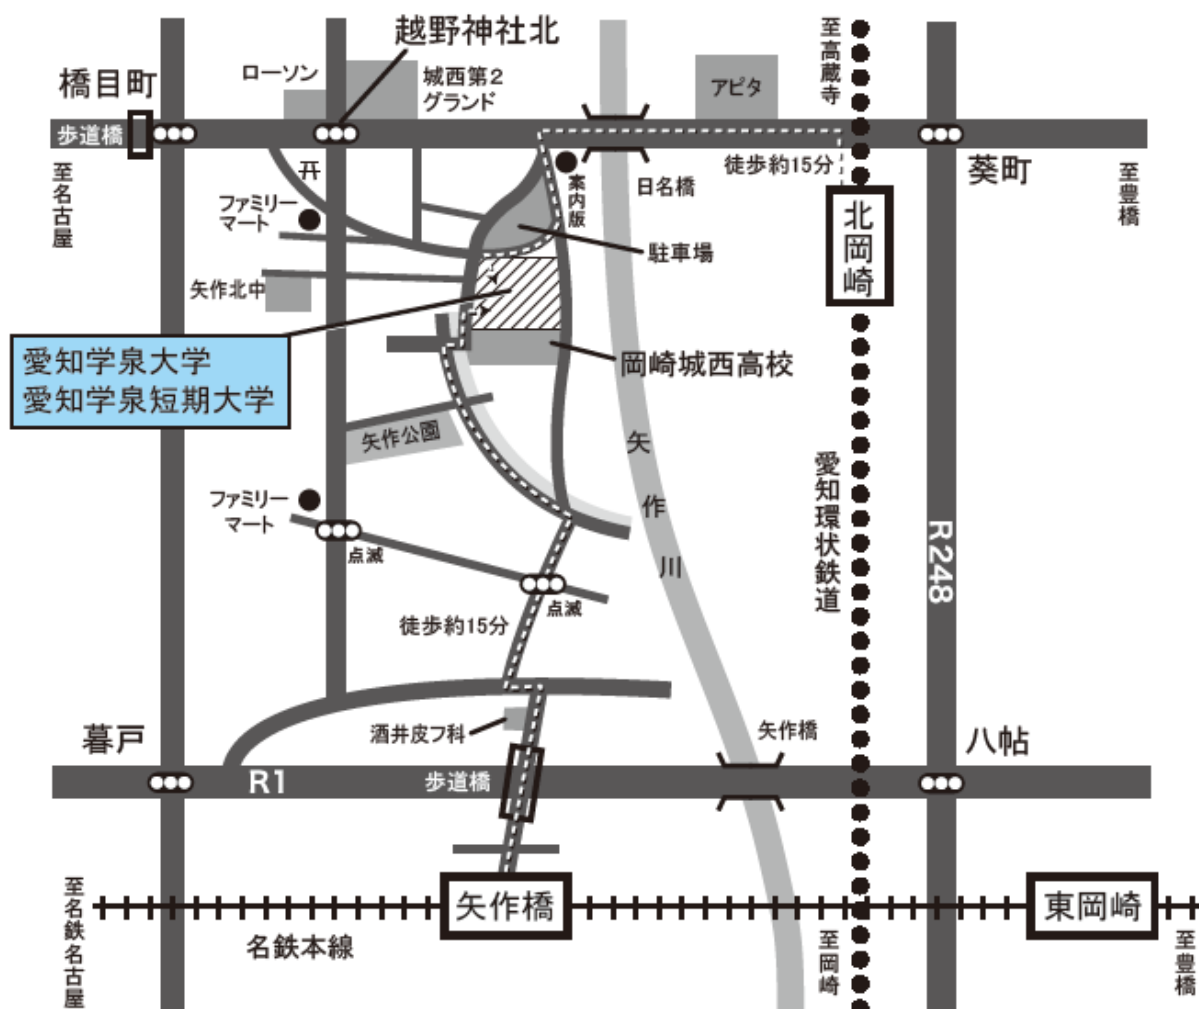 越野神社北
至高蔵寺
ローソン
城西第２
グランド
アピタ
橋目町
歩道橋
至名古屋
徒歩約15分
葵町
至豊橋
日名橋
案内版
ファミリー
マート
駐車場
北岡崎
矢作北中
愛知学泉大学
愛知学泉短期大学
岡崎城西高校
矢作公園
矢作川
愛知環状鉄道
R248
ファミリー
マート
点滅
点滅
徒歩約15分
酒井皮フ科
暮戸
矢作橋
八帖
R1
歩道橋
至名鉄名古屋
矢作橋
東岡崎
名鉄本線
至岡崎
至豊橋